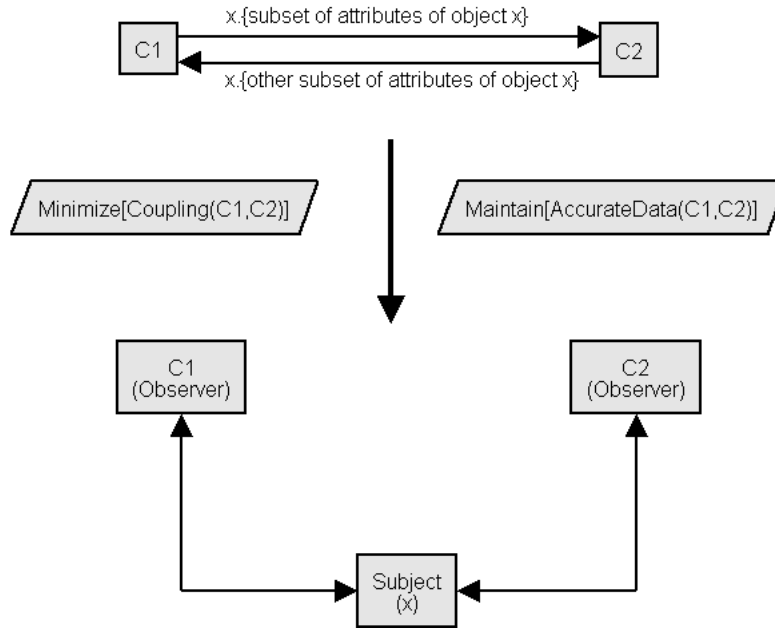 x.{subset of attributes of object x}
C1
C2
x.{other subset of attributes of object x}
Minimize[Coupling(C1,C2)]
Maintain[AccurateData(C1,C2)]
C1
(Observer)
C2
(Observer)
Subject
(x)